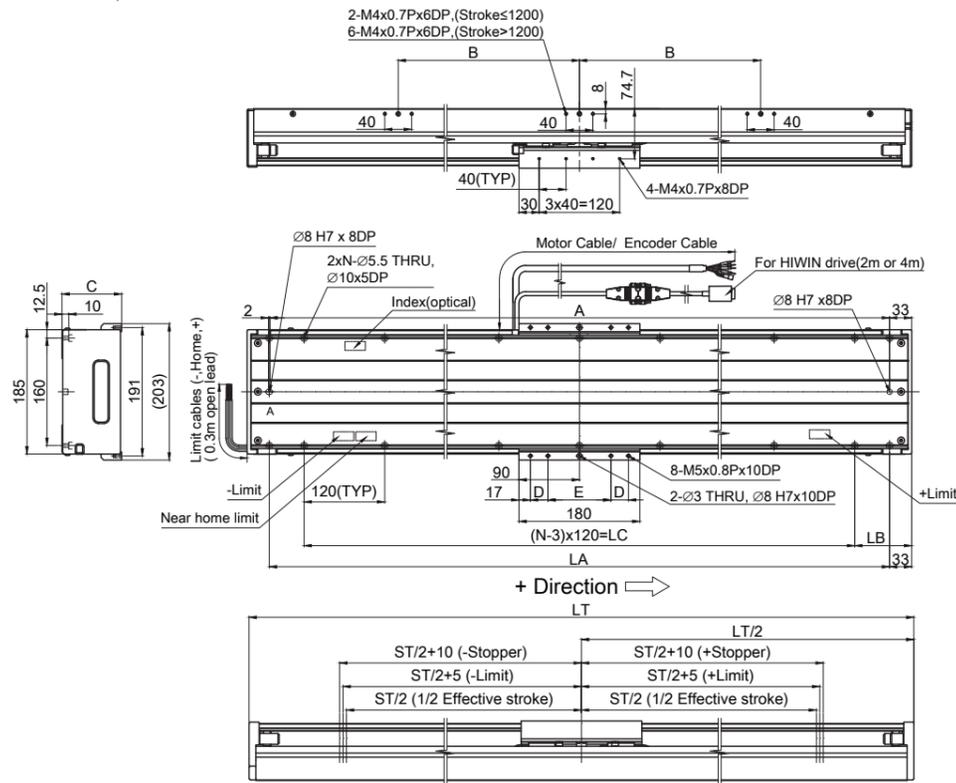 2-M4x0.7Px6DP,(Stroke≤1200)
6-M4x0.7Px6DP,(Stroke>1200)
B
B
8
74.7
40
40
40
40(TYP)
30
3x40=120
4-M4x0.7Px8DP
Ø8 H7 x 8DP
2xN-Ø5.5 THRU,
Ø10x5DP
Index(optical)
Motor Cable/ Encoder Cable
For HIWIN drive(2m or 4m)
Ø8 H7 x8DP
12.5
C
10
2
A
33
185
160
191
(203)
Limit cables (-,Home,+)
( 0.3m open lead)
A
-Limit
Near home limit
120(TYP)
90
17
D
E
D
180
8-M5x0.8Px10DP
2-Ø3 THRU, Ø8 H7x10DP
+Limit
(N-3)x120=LC
LB
LA
33
+ Direction
LT
LT/2
ST/2+10 (-Stopper)
ST/2+10 (+Stopper)
ST/2+5 (-Limit)
ST/2+5 (+Limit)
ST/2 (1/2 Effective stroke)
ST/2 (1/2 Effective stroke)